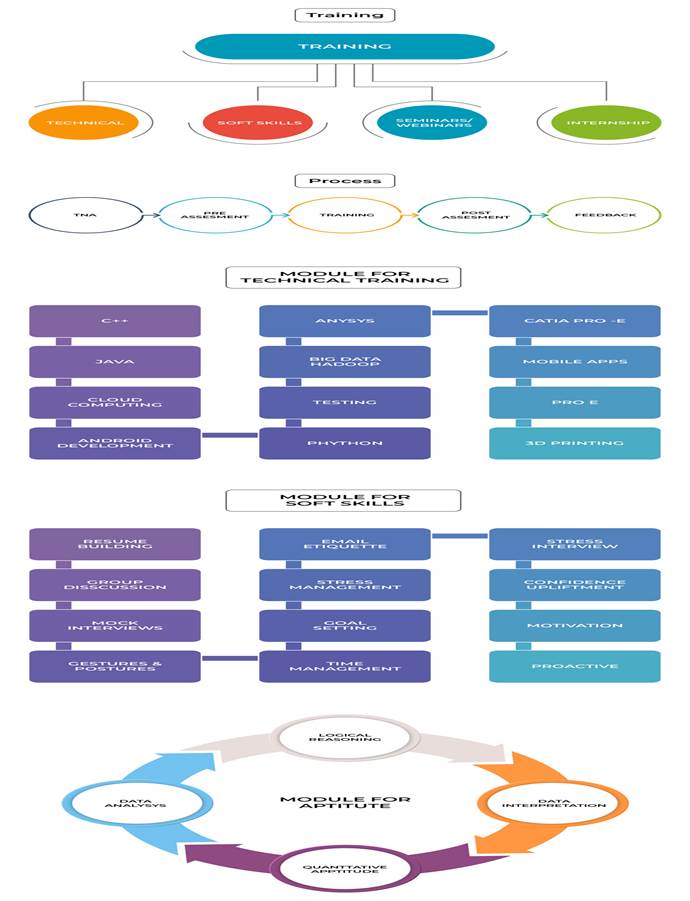 Training
TRAINING
TECHNICAL
SOFT SKILLS
SEMINARS/
WEBINARS
INTERNSHIP
Process
TNA
PRE
ASSESMENT
TRAINING
POST
ASSESMENT
FEEDBACK
MODULE FOR
TECHNICAL TRAINING
C++
JAVA
CLOUD
COMPUTING
ANDROID
DEVELOPMENT
ANYSYS
BIG DATA
HADOOP
TESTING
PHYTHON
CATIA PRO -E
MOBILE APPS
PRO E
3D PRINTING
MODULE FOR
SOFT SKILLS
RESUME
BUILDING
GROUP
DISSCUSSION
MOCK
INTERVIEWS
GESTURES &
POSTURES
EMAIL
ETIQUETTE
STRESS
MANAGEMENT
GOAL
SETTING
TIME
MANAGEMENT
STRESS
INTERVIEW
CONFIDENCE
UPLIFTMENT
MOTIVATION
PROACTIVE
LOGICAL
REASONING
DATA
ANALYSYS
MODULE FOR
APTITUTE
DATA
INTERPRETATION
QUANTTATIVE
APPTITUDE